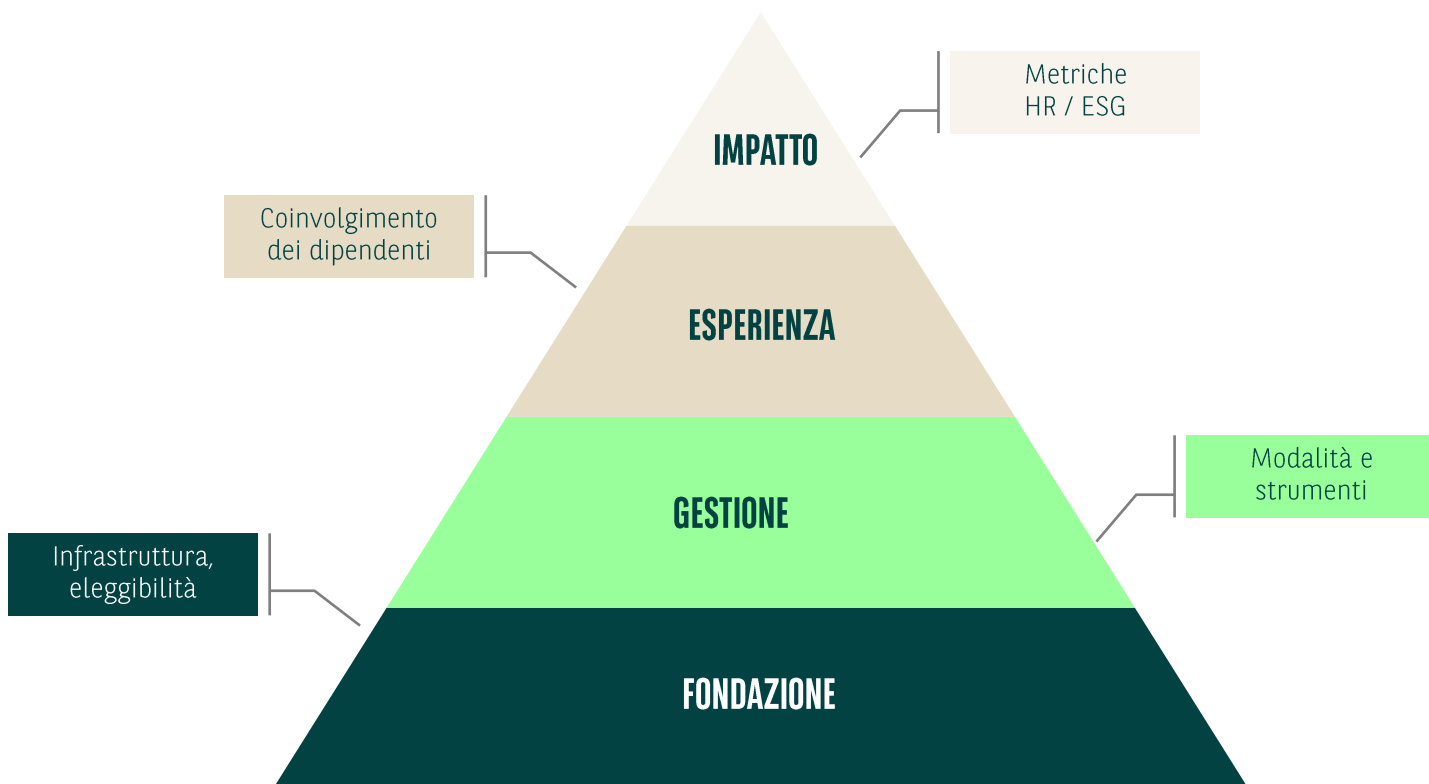 Metriche
HR / ESG
IMPATTO
Coinvolgimento
dei dipendenti
ESPERIENZA
Modalità e
strumenti
GESTIONE
Infrastruttura,
eleggibilità
FONDAZIONE